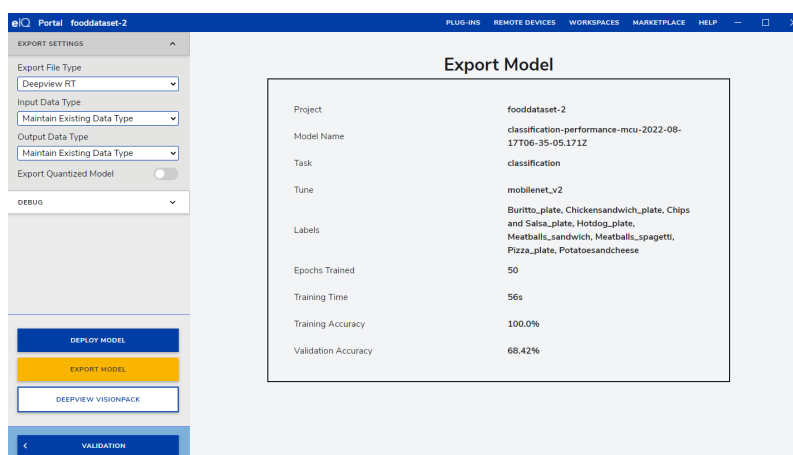 eIQ Portal fooddataset-2 PLUG-INS REMOTE DEVICES WORKSPACES MARKETPLACE HELP
EXPORT SETTINGS
Export File Type
Deepview RT
Input Data Type
Maintain Existing Data Type
Output Data Type
Maintain Existing Data Type
Export Quantized Model
DEBUG
DEPLOY MODEL
EXPORT MODEL
DEEPVIEW VISIONPACK
VALIDATION
Export Model
Project fooddataset-2
Model Name classification-performance-mcu-2022-08-
17T06-35-05.171Z
Task classification
Tune mobilenet_v2
Labels Buritto_plate, Chickensandwich_plate, Chips
and Salsa_plate, Hotdog_plate,
Meatballs_sandwich, Meatballs_spagetti,
Pizza_plate, Potatoesandcheese
Epochs Trained 50
Training Time 56s
Training Accuracy 100.0%
Validation Accuracy 68.42%